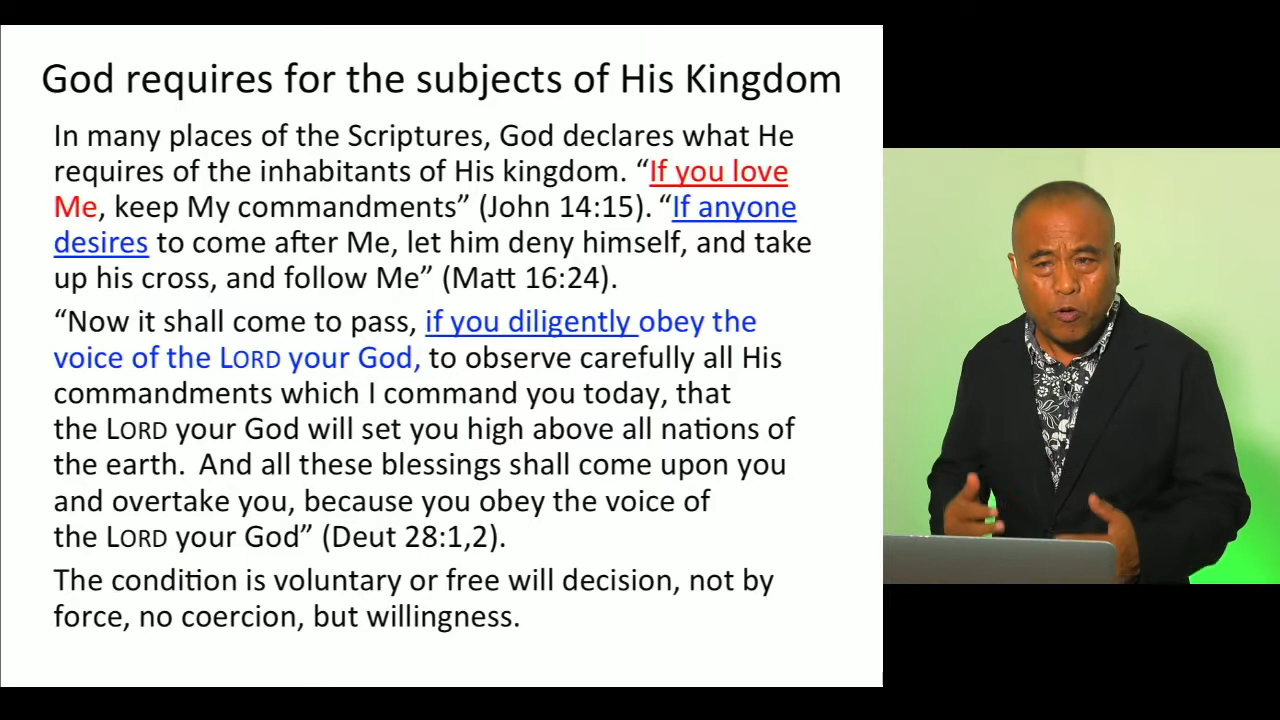 God requires for the subjects of His Kingdom
In many places of the Scriptures, God declares what He
requires of the inhabitants of His kingdom. “If you love
Me, keep My commandments” (John 14:15). “If anyone
desires to come after Me, let him deny himself, and take
up his cross, and follow Me” (Matt 16:24).
“Now it shall come to pass, if you diligently obey the
voice of the LORD your God, to observe carefully all His
commandments which I command you today, that
the LORD your God will set you high above all nations of
the earth. And all these blessings shall come upon you
and overtake you, because you obey the voice of
the LORD your God” (Deut 28:1,2).
The condition is voluntary or free will decision, not by
force, no coercion, but willingness.